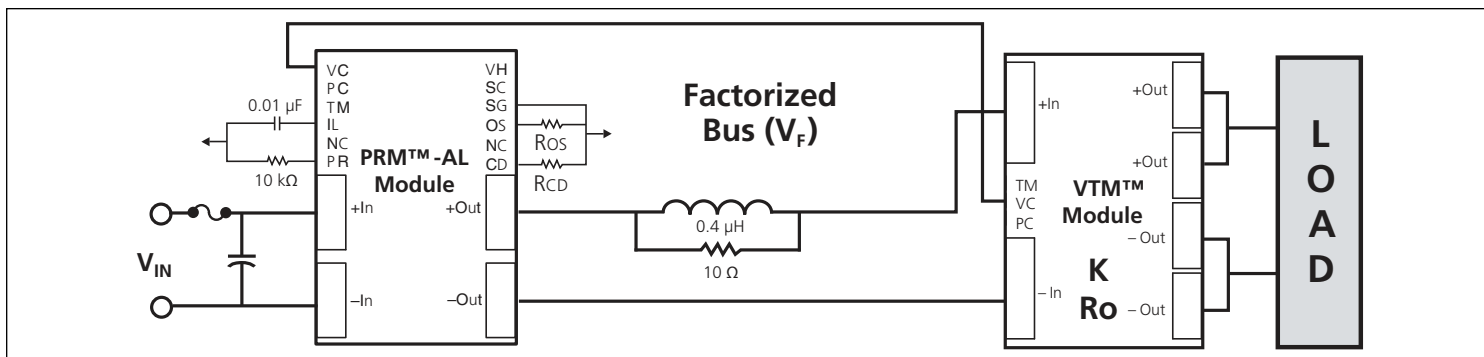 VC
PC
TM
IL
NC
PR
0.01 µF
10 kΩ
PRM™-AL
Module
VH
SC
SG
OS
NC
CD
ROS
RCD
+In
–In
+Out
–Out
VIN
Factorized
Bus (VF)
0.4 µH
10 Ω
+In
TM
VC
PC
– In
VTM™
Module
K
Ro
+Out
+Out
– Out
– Out
L
O
A
D